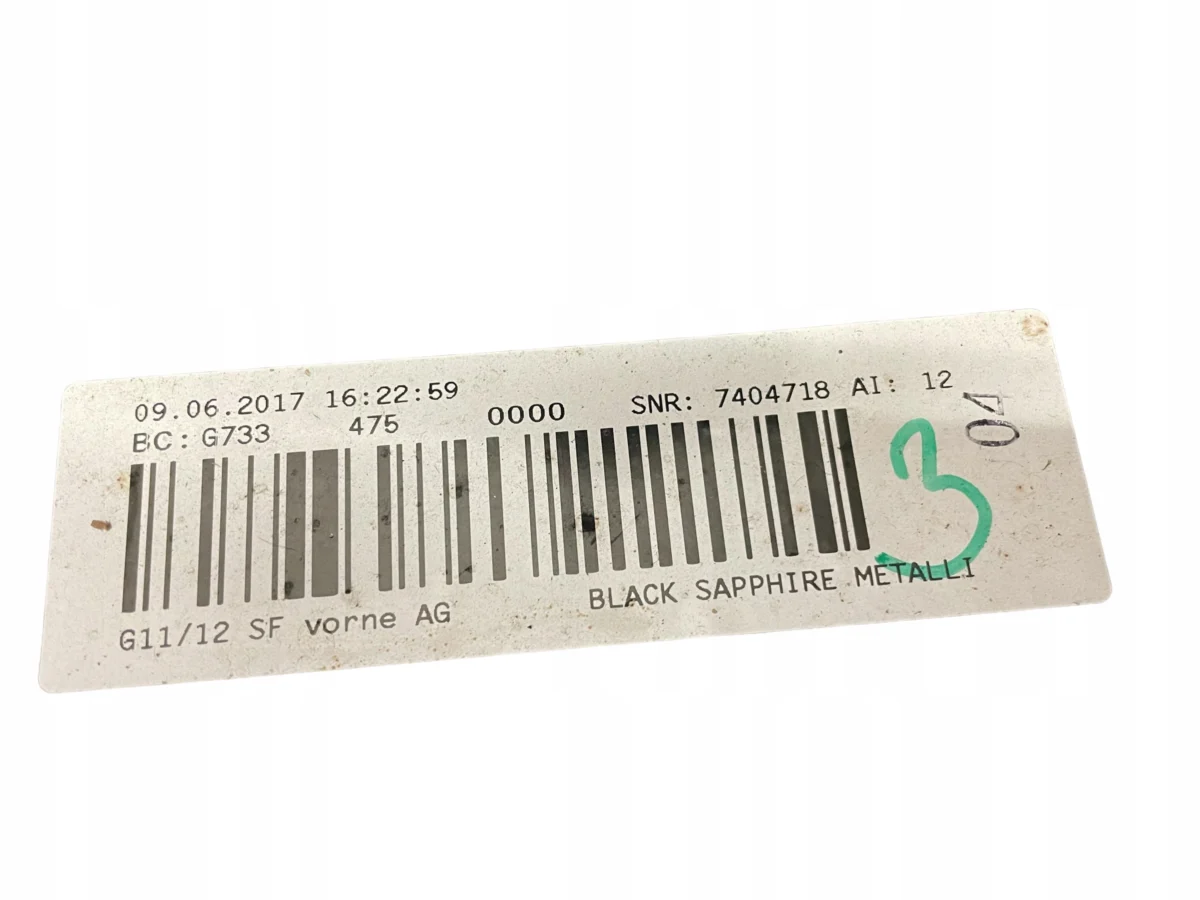 09.06.2017 16:22:59 SNR: 7404718 AI: 12
BC: G733 475 0000
04
3
G11/12 SF vorne AG BLACK SAPPHIRE METALLI